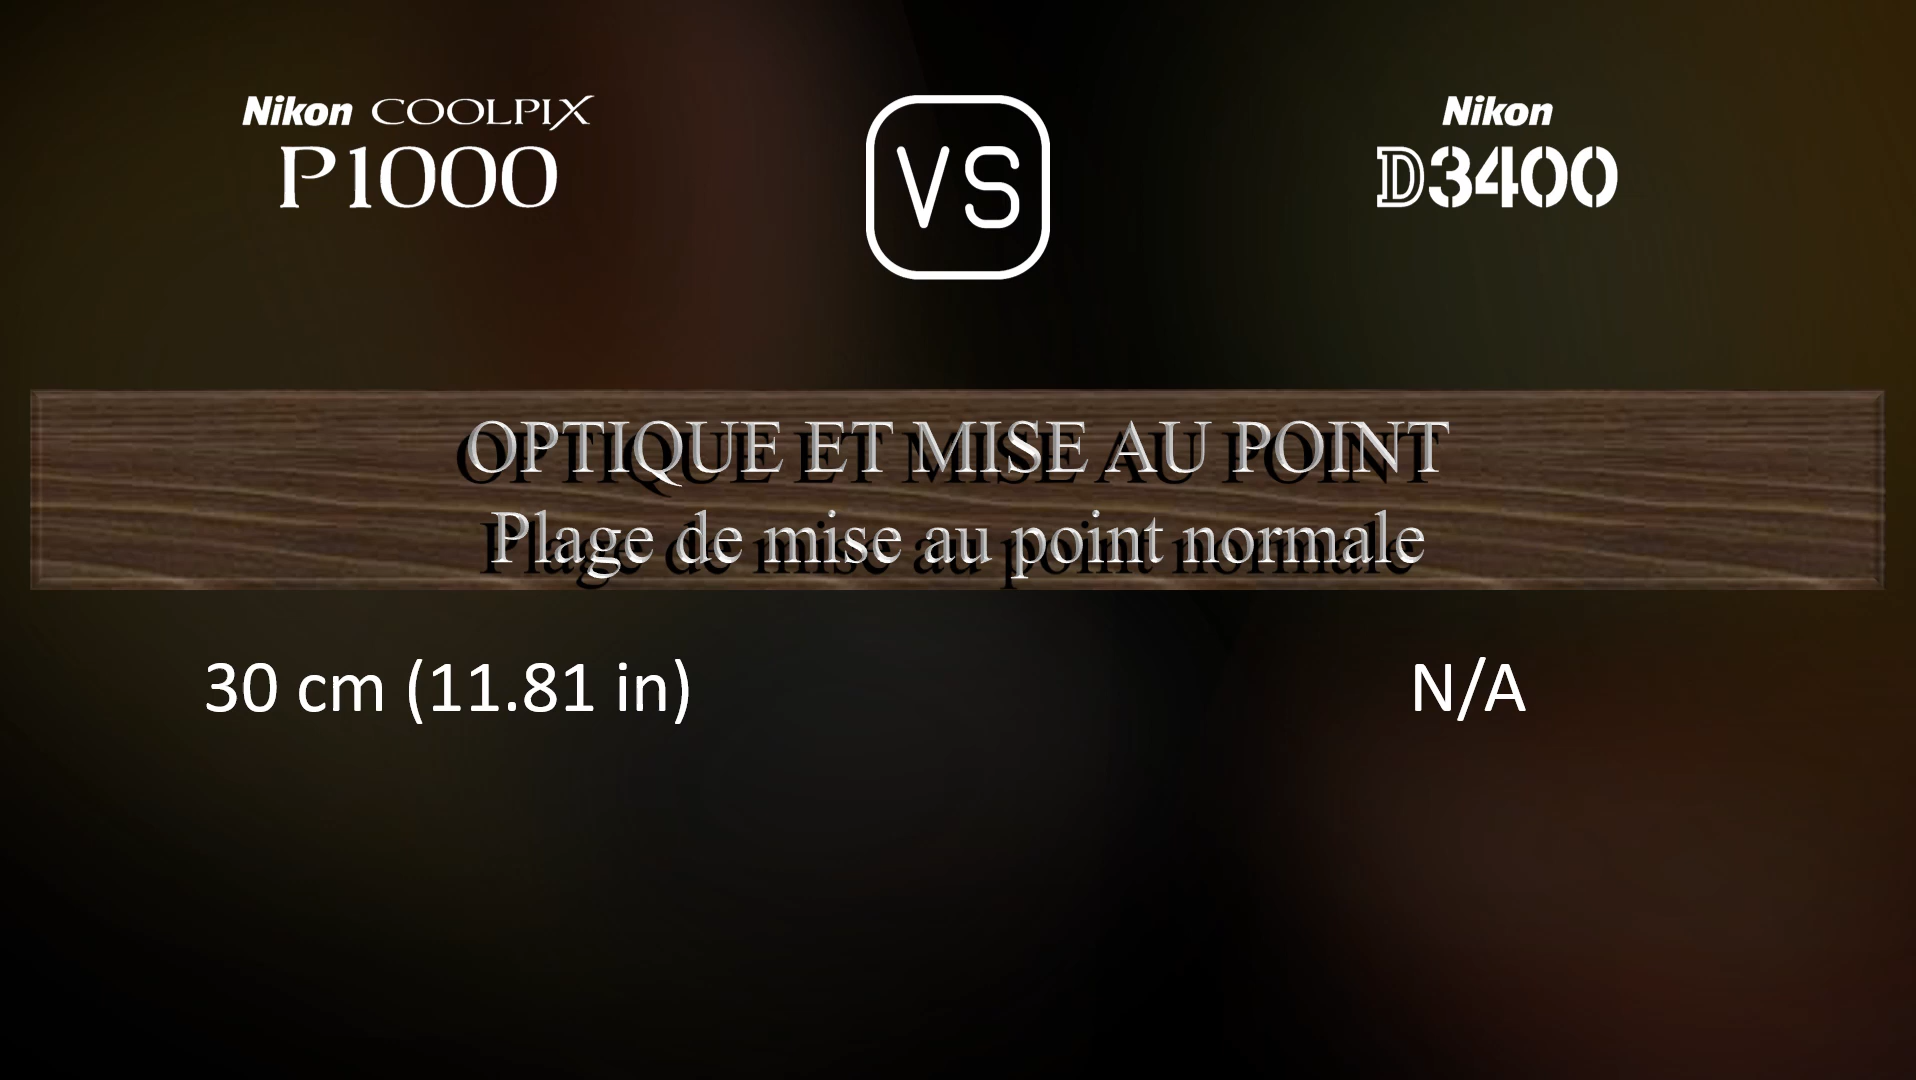 Nikon COOLPIX
P1000
VS
Nikon
D3400
OPTIQUE ET MISE AU POINT
Plage de mise au point normale
30 cm (11.81 in)
N/A